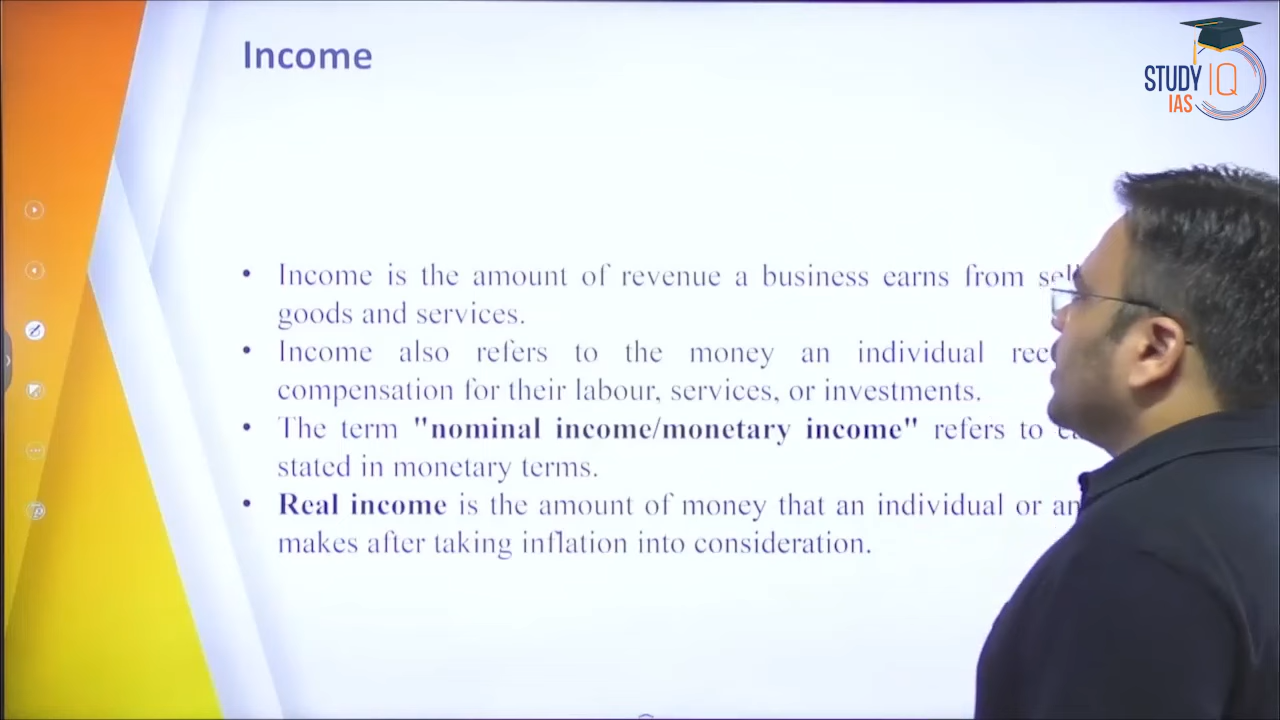 Income
STUDY IQ
IAS
• Income is the amount of revenue a business earns from
goods and services.
• Income also refers to the money an individual
compensation for their labour, services, or investments.
• The term "nominal income/monetary income" refers to
stated in monetary terms.
• Real income is the amount of money that an individual or
makes after taking inflation into consideration.